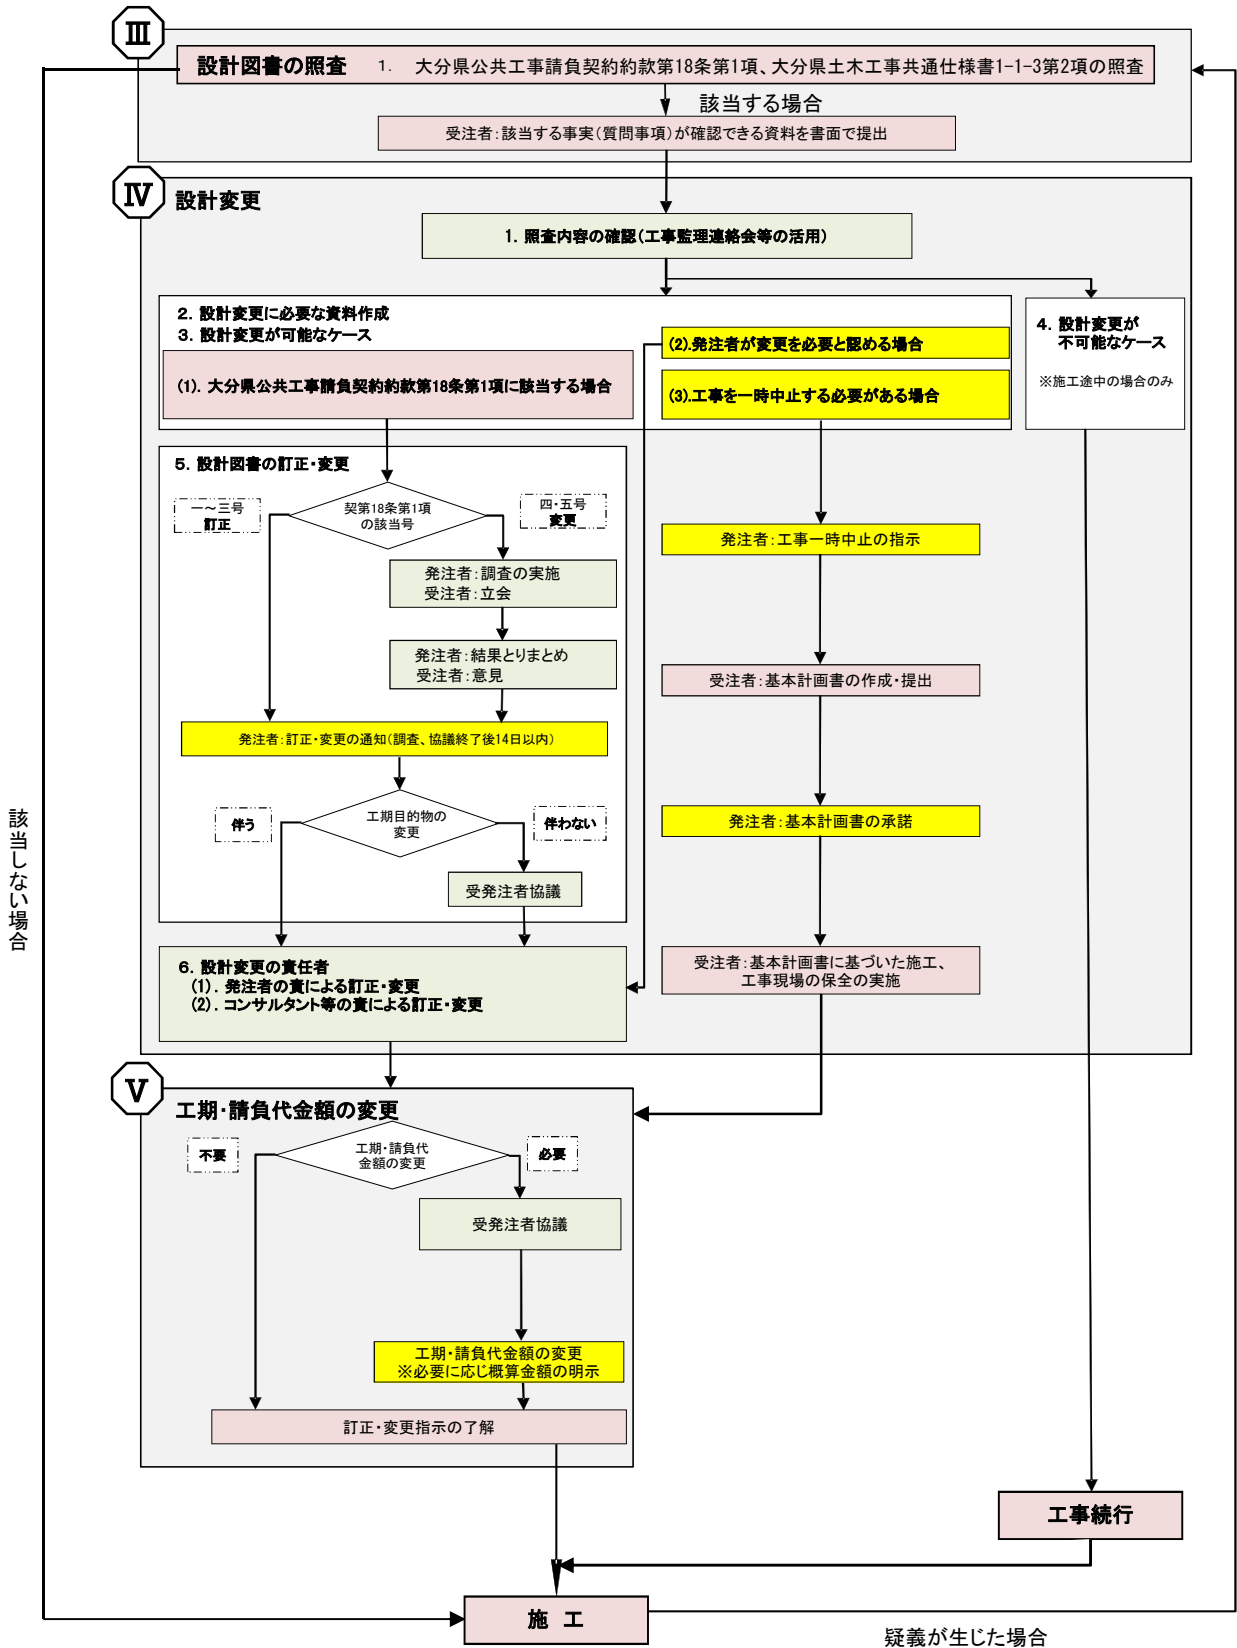 Ⅲ
設計図書の照査 1. 大分県公共工事請負契約約款第18条第1項、大分県土木工事共通仕様書1-1-3第2項の照査
該当する場合
受注者:該当する事実(質問事項)が確認できる資料を書面で提出
Ⅳ
設計変更
1. 照査内容の確認(工事監理連絡会等の活用)
2. 設計変更に必要な資料作成
3. 設計変更が可能なケース
(1). 大分県公共工事請負契約約款第18条第1項に該当する場合
(2).発注者が変更を必要と認める場合
(3).工事を一時中止する必要がある場合
4. 設計変更が
不可能なケース
※施工途中の場合のみ
5. 設計図書の訂正・変更
一～三号
訂正
契第18条第1項
の該当号
四・五号
変更
発注者:調査の実施
受注者:立会
発注者:結果とりまとめ
受注者:意見
発注者:訂正・変更の通知(調査、協議終了後14日以内)
伴う
工期目的物の
変更
伴わない
受発注者協議
発注者:工事一時中止の指示
受注者:基本計画書の作成・提出
発注者:基本計画書の承諾
受注者:基本計画書に基づいた施工、
工事現場の保全の実施
6. 設計変更の責任者
(1). 発注者の責による訂正・変更
(2). コンサルタント等の責による訂正・変更
該当しない場合
Ⅴ
工期・請負代金額の変更
不要
工期・請負代
金額の変更
必要
受発注者協議
工期・請負代金額の変更
※必要に応じ概算金額の明示
訂正・変更指示の了解
工事続行
施 工
疑義が生じた場合